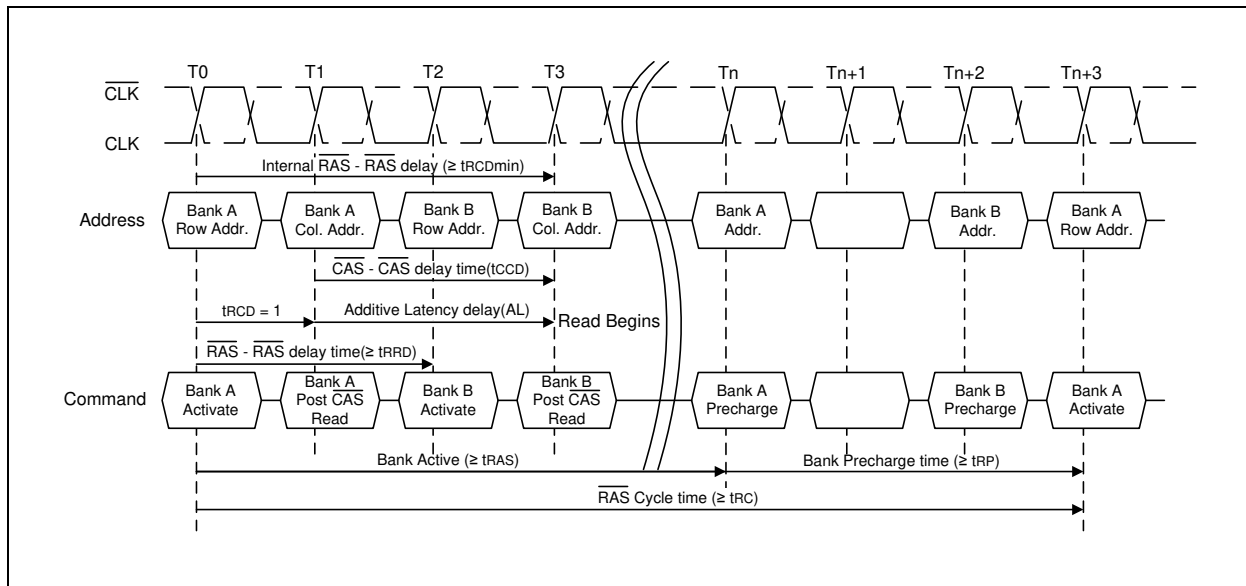 T0 T1 T2 T3 Tn Tn+1 Tn+2 Tn+3
CLK
CLK
Internal RAS - RAS delay (≥ tRCDmin)
Address
Bank A
Row Addr.
Bank A
Col. Addr.
Bank B
Row Addr.
Bank B
Col. Addr.
Bank A
Addr.
Bank B
Addr.
Bank A
Row Addr.
CAS - CAS delay time(tCCD)
tRCD = 1
Additive Latency delay(AL)
Read Begins
RAS - RAS delay time(≥ tRRD)
Command
Bank A
Activate
Bank A
Post CAS
Read
Bank B
Activate
Bank B
Post CAS
Read
Bank A
Precharge
Bank B
Precharge
Bank A
Activate
Bank Active (≥ tRAS)
Bank Precharge time (≥ tRP)
RAS Cycle time (≥ tRC)